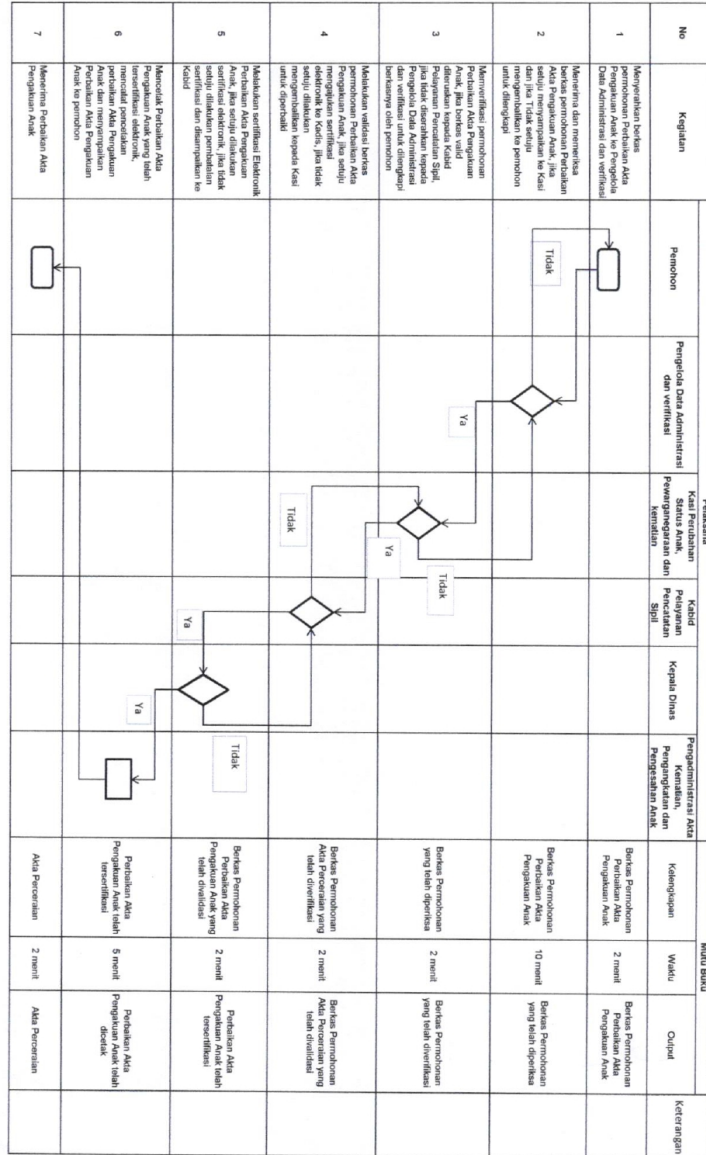 No
Kegiatan
Pelaksana
Mutu Buku
Keterangan
Pemohon
Pengelola Data Administrasi
dan verifikasi
Kasi Perubahan
Status Anak,
Pewarganegaraan dan
kematian
Kabid
Pelayanan
Pencatatan
Sipil
Kepala Dinas
Pengadministrasi Akta
Kematian,
Pengangkatan dan
Pengesahan Anak
Kelengkapan
Waktu
Output
1
Menyerahkan berkas
permohonan Perbaikan Akta
Pengakuan Anak ke Pengelola
Data Administrasi dan verifikasi
Berkas Permohonan
Perbaikan Akta
Pengakuan Anak
2 menit
Berkas Permohonan
Perbaikan Akta
Pengakuan Anak
2
Menerima dan memeriksa
berkas permohonan Perbaikan
Akta Pengakuan Anak, jika
setuju menyampaikan ke Kasi
dan jika Tidak setuju
mengembalikan ke pemohon
untuk dilengkapi
Tidak
Ya
Berkas Permohonan
Perbaikan Akta
Pengakuan Anak
10 menit
Berkas Permohonan
yang telah diperiksa
3
Memverifikasi permohonan
Perbaikan Akta Pengakuan
Anak, jika berkas valid
diteruskan kepada Kabid
Pelayanan Pencatatan Sipil,
jika tidak diserahkan kepada
Pengelola Data Administrasi
dan verifikasi untuk dilengkapi
berkasnya oleh pemohon
Ya
Tidak
Berkas Permohonan
yang telah diperiksa
2 menit
Berkas Permohonan
yang telah diverifikasi
4
Melakukan validasi berkas
permohonan Perbaikan Akta
Pengakuan Anak, jika setuju
mengajukan sertifikasi
elektronik ke Kadis, jika tidak
setuju dilakukan
mengembalikan kepada Kasi
untuk diperbaiki
Tidak
Berkas Permohonan
Akta Perceraian yang
telah diverifikasi
2 menit
Berkas Permohonan
Akta Perceraian yang
telah divalidasi
5
Melakukan sertifikasi Elektronik
Perbaikan Akta Pengakuan
Anak, jika setuju dilakukan
sertifikasi elektronik, jika tidak
setuju dilakukan pembatalan
sertifikasi dan disampaikan ke
Kabid
Ya
Tidak
Berkas Permohonan
Perbaikan Akta
Pengakuan Anak yang
telah divalidasi
2 menit
Perbaikan Akta
Pengakuan Anak telah
tersertifikasi
6
Mencetak Perbaikan Akta
Pengakuan Anak yang telah
tersertifikasi elektronik,
mencatat pencetakan
perbaikan Akta Pengakuan
Anak dan menyampaikan
Perbaikan Akta Pengakuan
Anak ke pemohon
Ya
Perbaikan Akta
Pengakuan Anak telah
tersertifikasi
5 menit
Perbaikan Akta
Pengakuan Anak telah
dicetak
7
Menerima Perbaikan Akta
Pengakuan Anak
Akta Perceraian
2 menit
Akta Perceraian